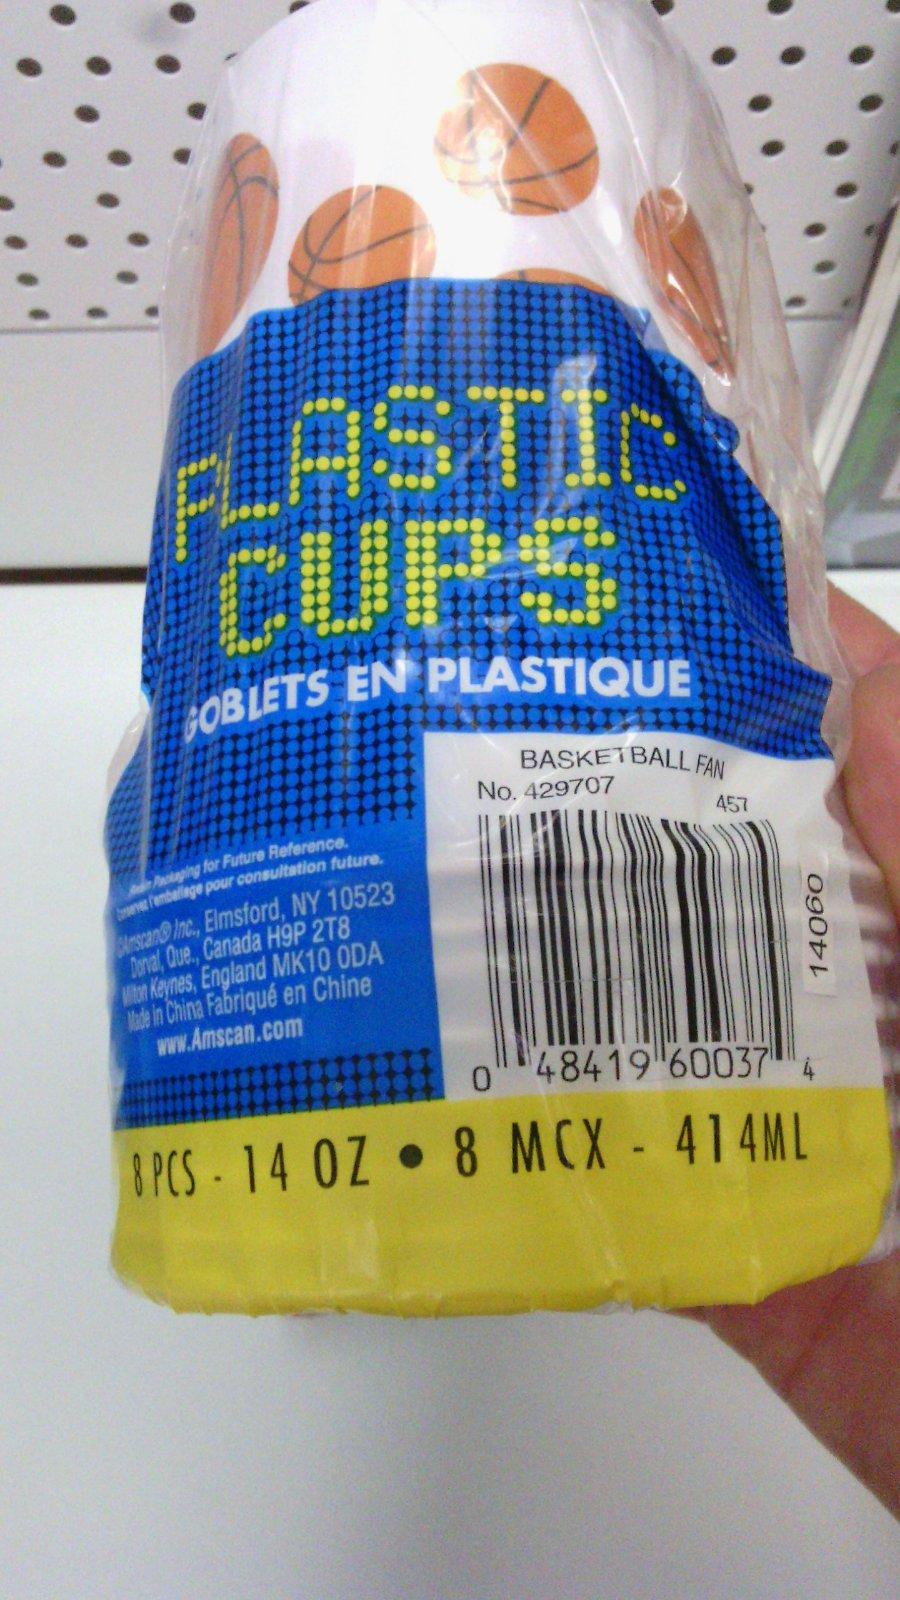 PLASTIC
CUPS
GOBLETS EN PLASTIQUE
BASKETBALL FAN
No. 429707
457
14060
0 48419 60037 4
Retain Packaging for Future Reference.
Conservez l'emballage pour consultation future.
©Amscan® Inc., Elmsford, NY 10523
Dorval, Que., Canada H9P 2T8
Milton Keynes, England MK10 0DA
Made in China Fabriqué en Chine
www.Amscan.com
8 PCS - 14 OZ • 8 MCX - 414ML